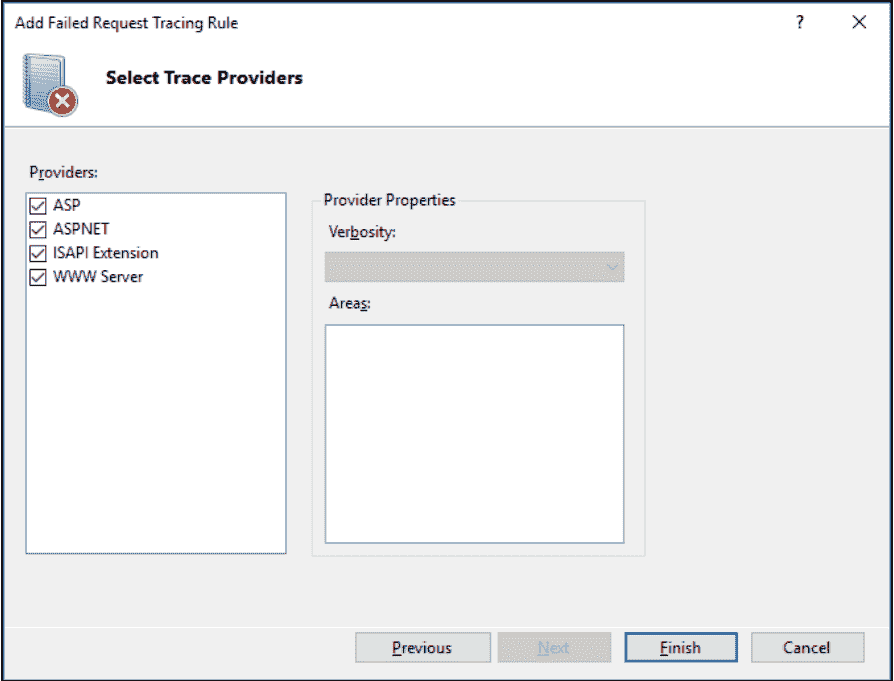 Add Failed Request Tracing Rule
?
Select Trace Providers
Providers:
ASP
ASPNET
ISAPI Extension
WWW Server
Provider Properties
Verbosity:
Areas:
Previous
Next
Finish
Cancel